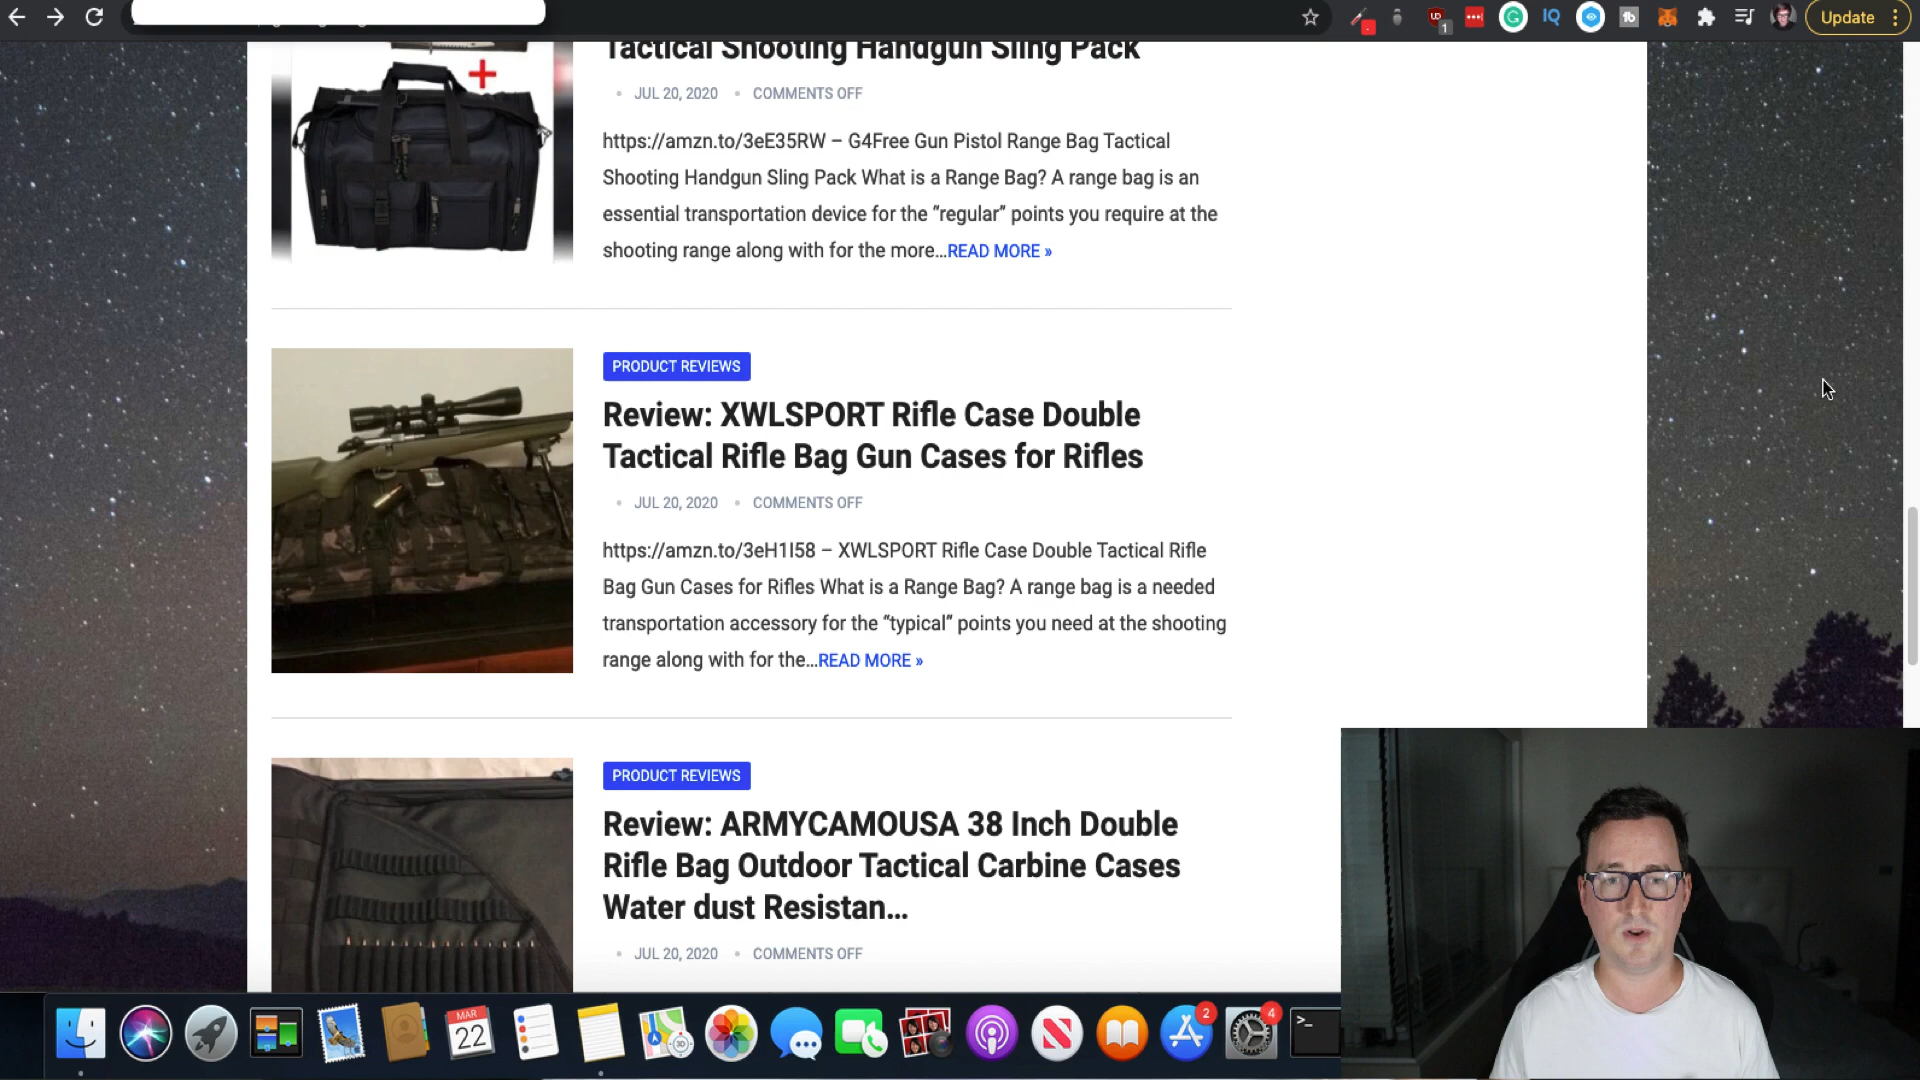 Update
Tactical Shooting Handgun Sling Pack
• JUL 20, 2020 • COMMENTS OFF
https://amzn.to/3eE35RW – G4Free Gun Pistol Range Bag Tactical
Shooting Handgun Sling Pack What is a Range Bag? A range bag is an
essential transportation device for the “regular” points you require at the
shooting range along with for the more…READ MORE »
PRODUCT REVIEWS
Review: XWLSPORT Rifle Case Double
Tactical Rifle Bag Gun Cases for Rifles
• JUL 20, 2020 • COMMENTS OFF
https://amzn.to/3eH1I58 – XWLSPORT Rifle Case Double Tactical Rifle
Bag Gun Cases for Rifles What is a Range Bag? A range bag is a needed
transportation accessory for the “typical” points you need at the shooting
range along with for the…READ MORE »
PRODUCT REVIEWS
Review: ARMYCAMOUSA 38 Inch Double
Rifle Bag Outdoor Tactical Carbine Cases
Water dust Resistan…
• JUL 20, 2020 • COMMENTS OFF
MAR
22
2
4